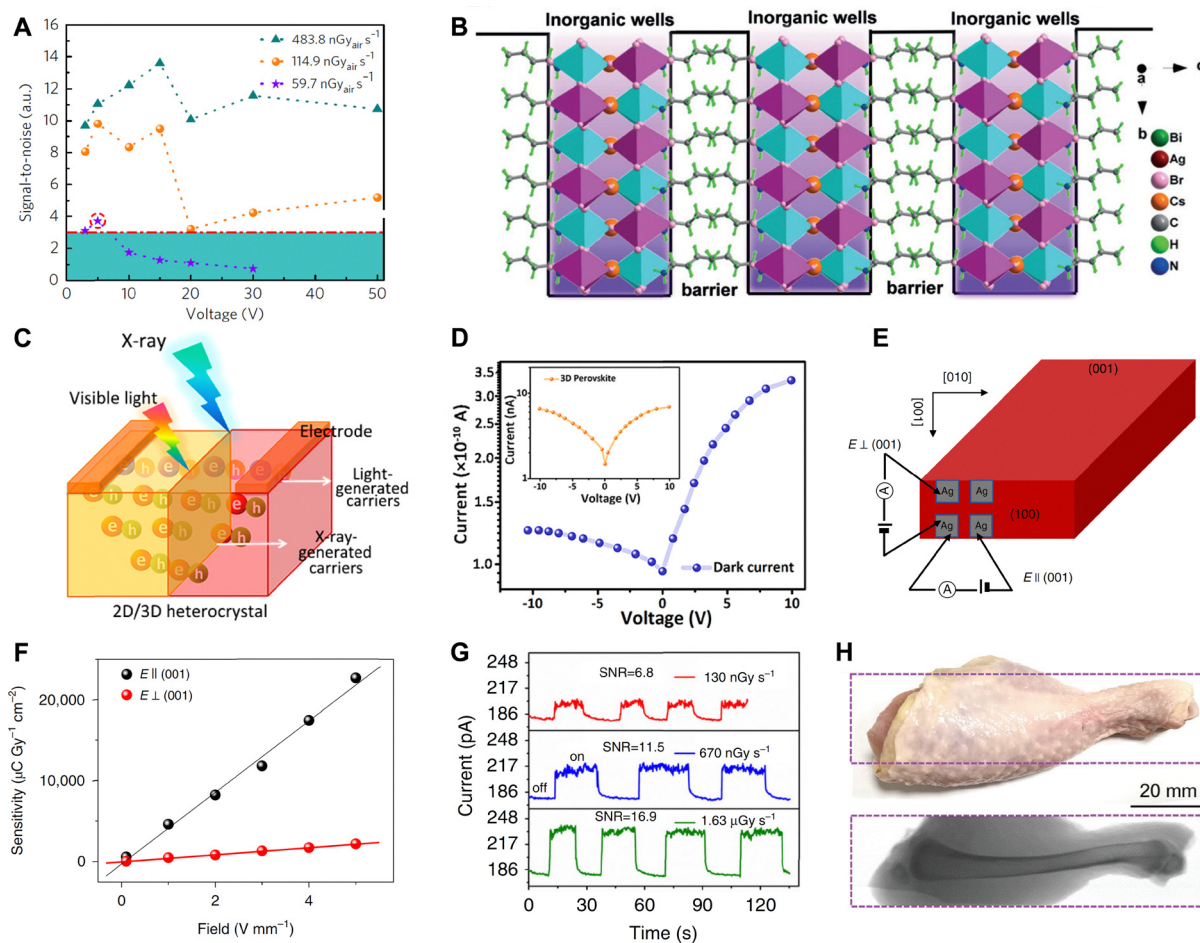 A
Signal-to-noise (a.u.)
16
14
12
10
8
6
4
2
0
483.8 nGyair s⁻¹
114.9 nGyair s⁻¹
59.7 nGyair s⁻¹
0 10 20 30 40 50
Voltage (V)
B
Inorganic wells Inorganic wells Inorganic wells
barrier barrier
a
c
b
Bi
Ag
Br
Cs
C
H
N
C
X-ray
Visible light
Electrode
Light-
generated
carriers
X-ray-
generated
carriers
e h
2D/3D heterocrystal
D
Current (×10⁻¹⁰ A)
3.5
3.0
2.5
2.0
1.5
1.0
3D Perovskite
Current (nA)
10
1
-10 -5 0 5 10
Voltage (V)
Dark current
-10 -5 0 5 10
Voltage (V)
E
[010]
[001]
(001)
E ⊥ (001)
Ag Ag
A
(100)
Ag Ag
E || (001)
A
F
Sensitivity (μC Gy⁻¹ cm⁻²)
20,000
10,000
0
E || (001)
E ⊥ (001)
0 2 4
Field (V mm⁻¹)
G
Current (pA)
248
217
186
SNR=6.8 130 nGy s⁻¹
248
217
186
SNR=11.5 670 nGy s⁻¹
on
off
248
217
186
SNR=16.9 1.63 μGy s⁻¹
0 30 60 90 120
Time (s)
H
20 mm